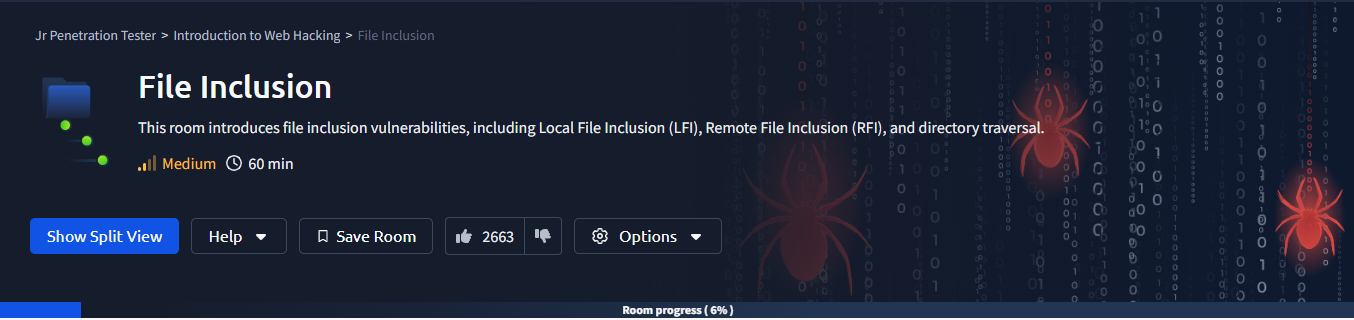 Jr Penetration Tester > Introduction to Web Hacking > File Inclusion
File Inclusion
This room introduces file inclusion vulnerabilities, including Local File Inclusion (LFI), Remote File Inclusion (RFI), and directory traversal.
Medium 60 min
Show Split View Help Save Room 2663 Options
Room progress ( 6% )